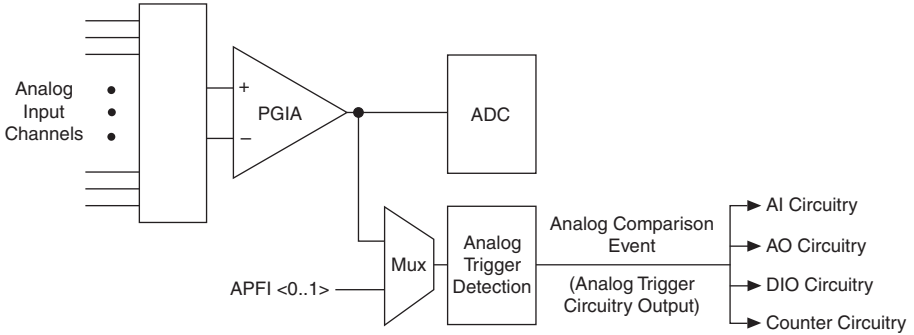 Analog
Input
Channels
+
PGIA
−
ADC
APFI <0..1>
Mux
Analog
Trigger
Detection
Analog Comparison
Event
(Analog Trigger
Circuitry Output)
AI Circuitry
AO Circuitry
DIO Circuitry
Counter Circuitry